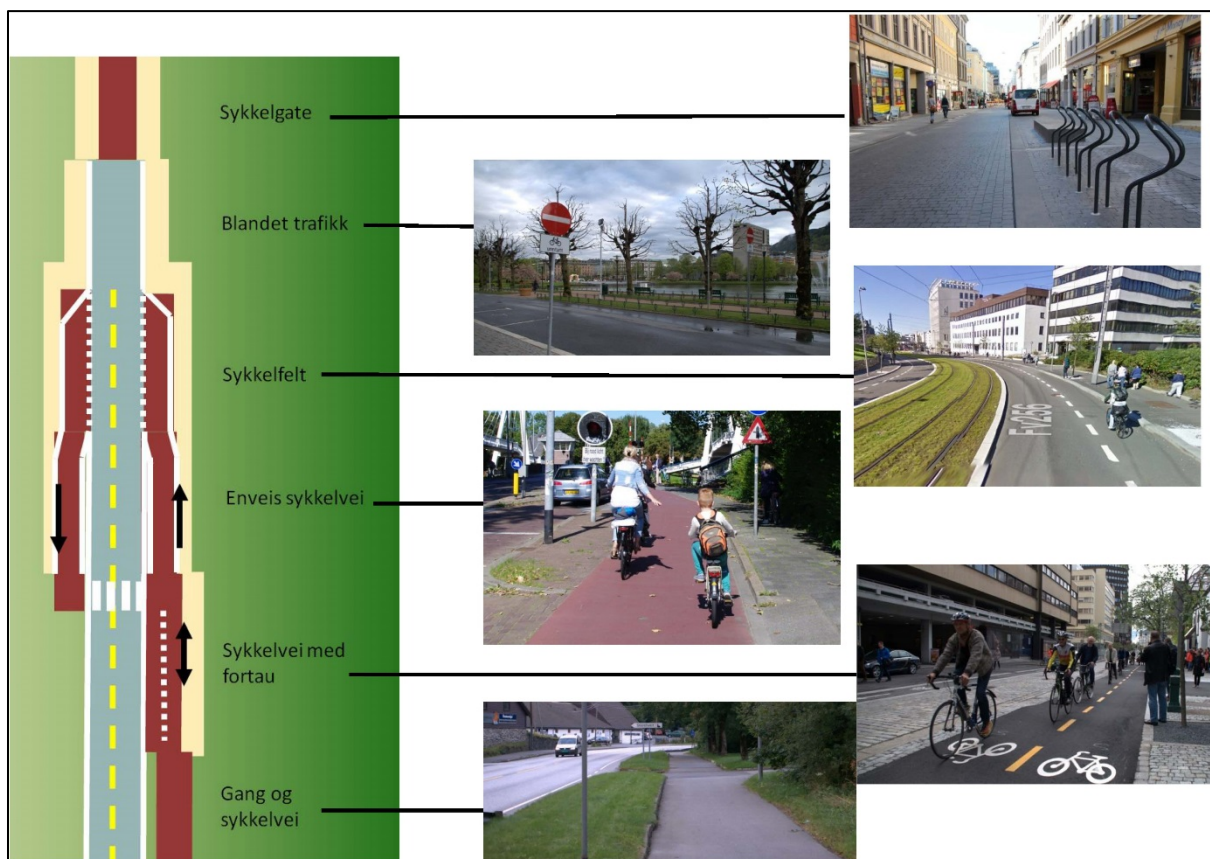 Sykkelgate
Blandet trafikk
Sykkelfelt
Fv256
Enveis sykkelvei
Sykkelvei med
fortau
Gang og
sykkelvei